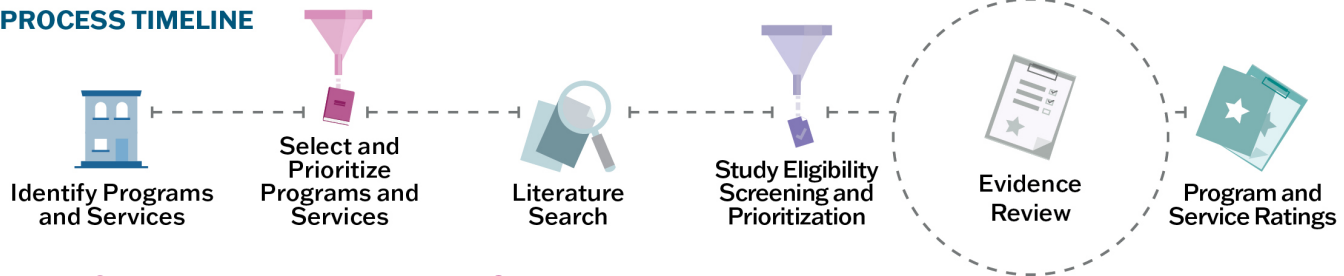 PROCESS TIMELINE
Identify Programs
and Services
Select and
Prioritize
Programs and
Services
Literature
Search
Study Eligibility
Screening and
Prioritization
Evidence
Review
Program and
Service Ratings